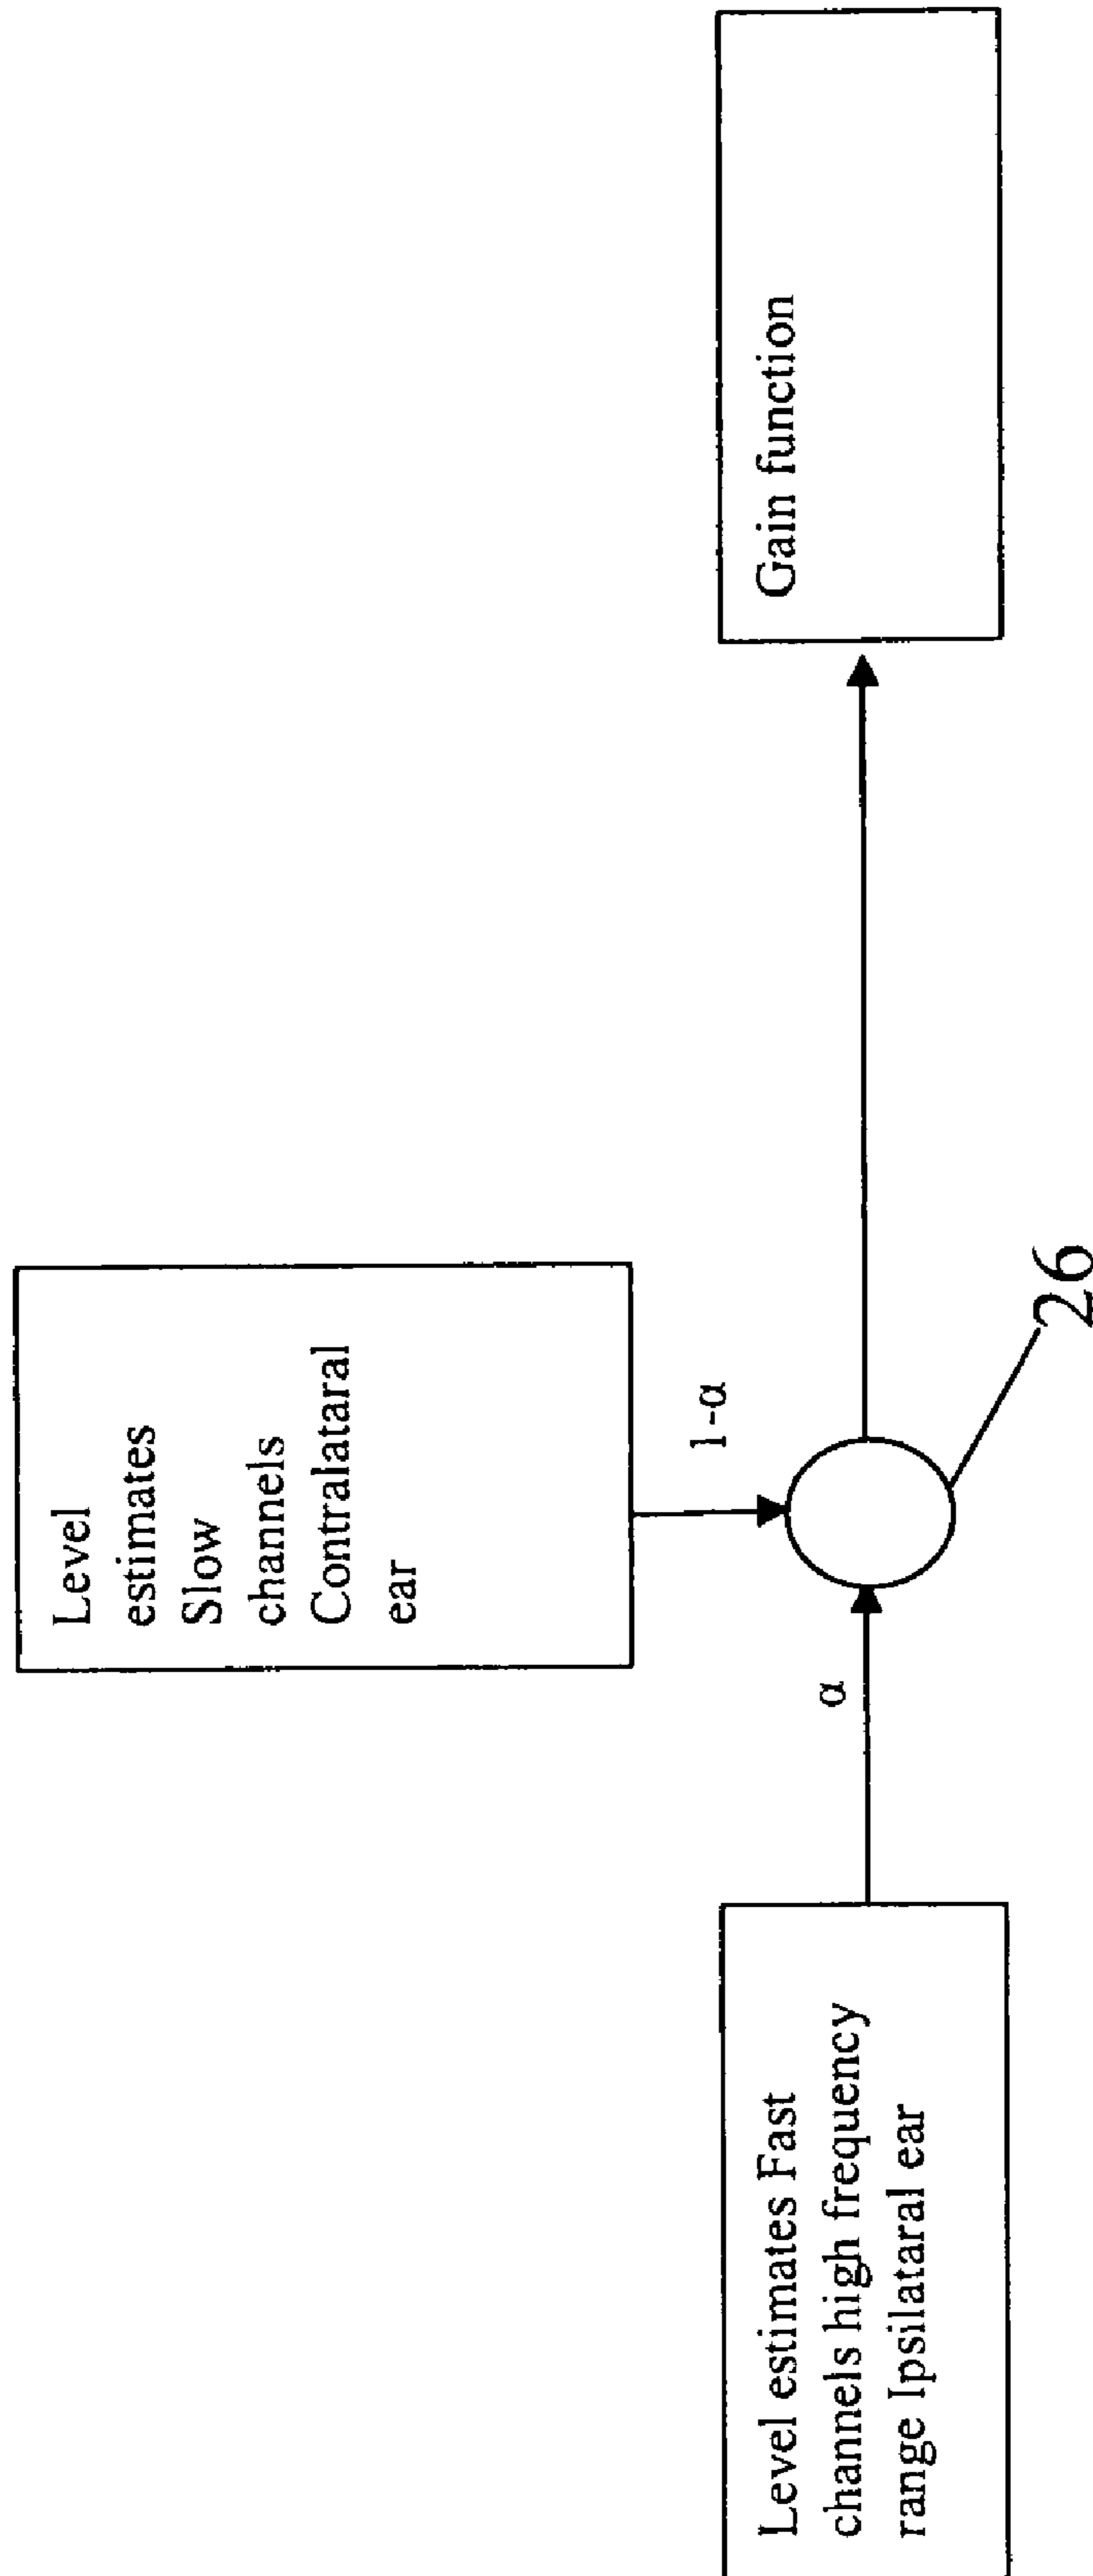 Level
estimates
Slow
channels
Contralataral
ear
1-α
α
Level estimates Fast
channels high frequency
range Ipsilataral ear
Gain function
26